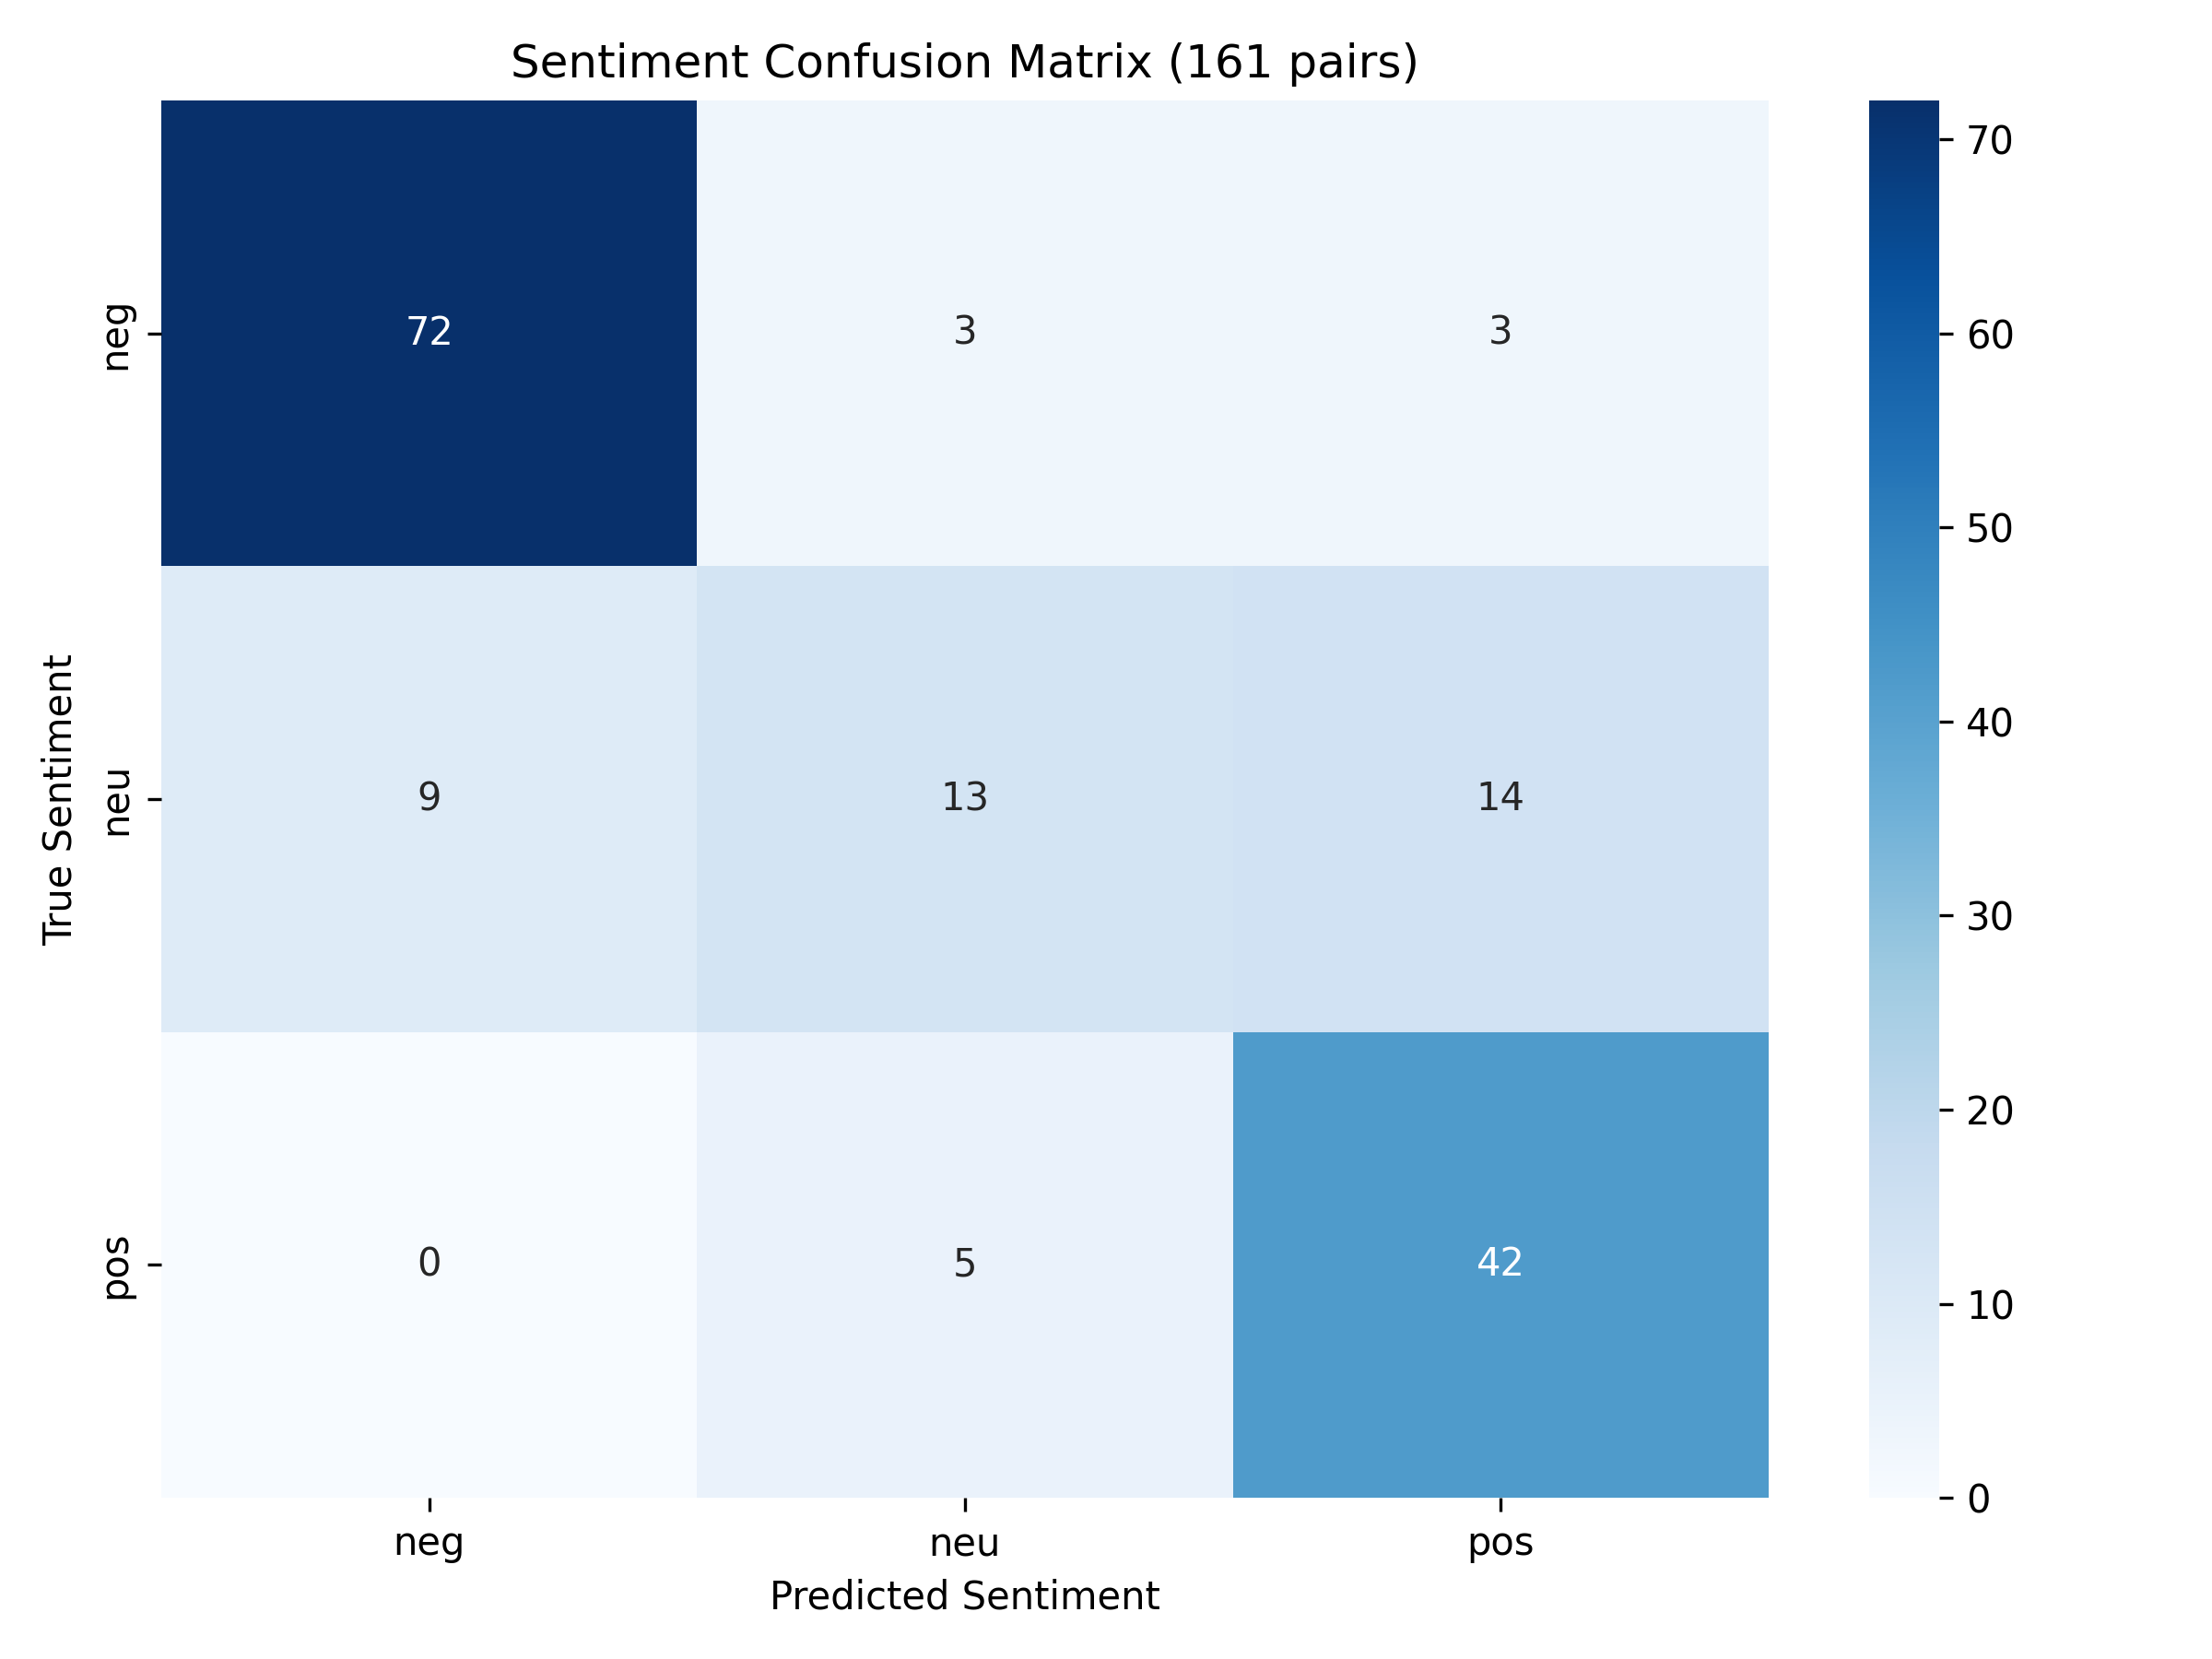 Sentiment Confusion Matrix (161 pairs)
True Sentiment
neg
72
3
3
neu
9
13
14
pos
0
5
42
neg
neu
pos
Predicted Sentiment
70
60
50
40
30
20
10
0